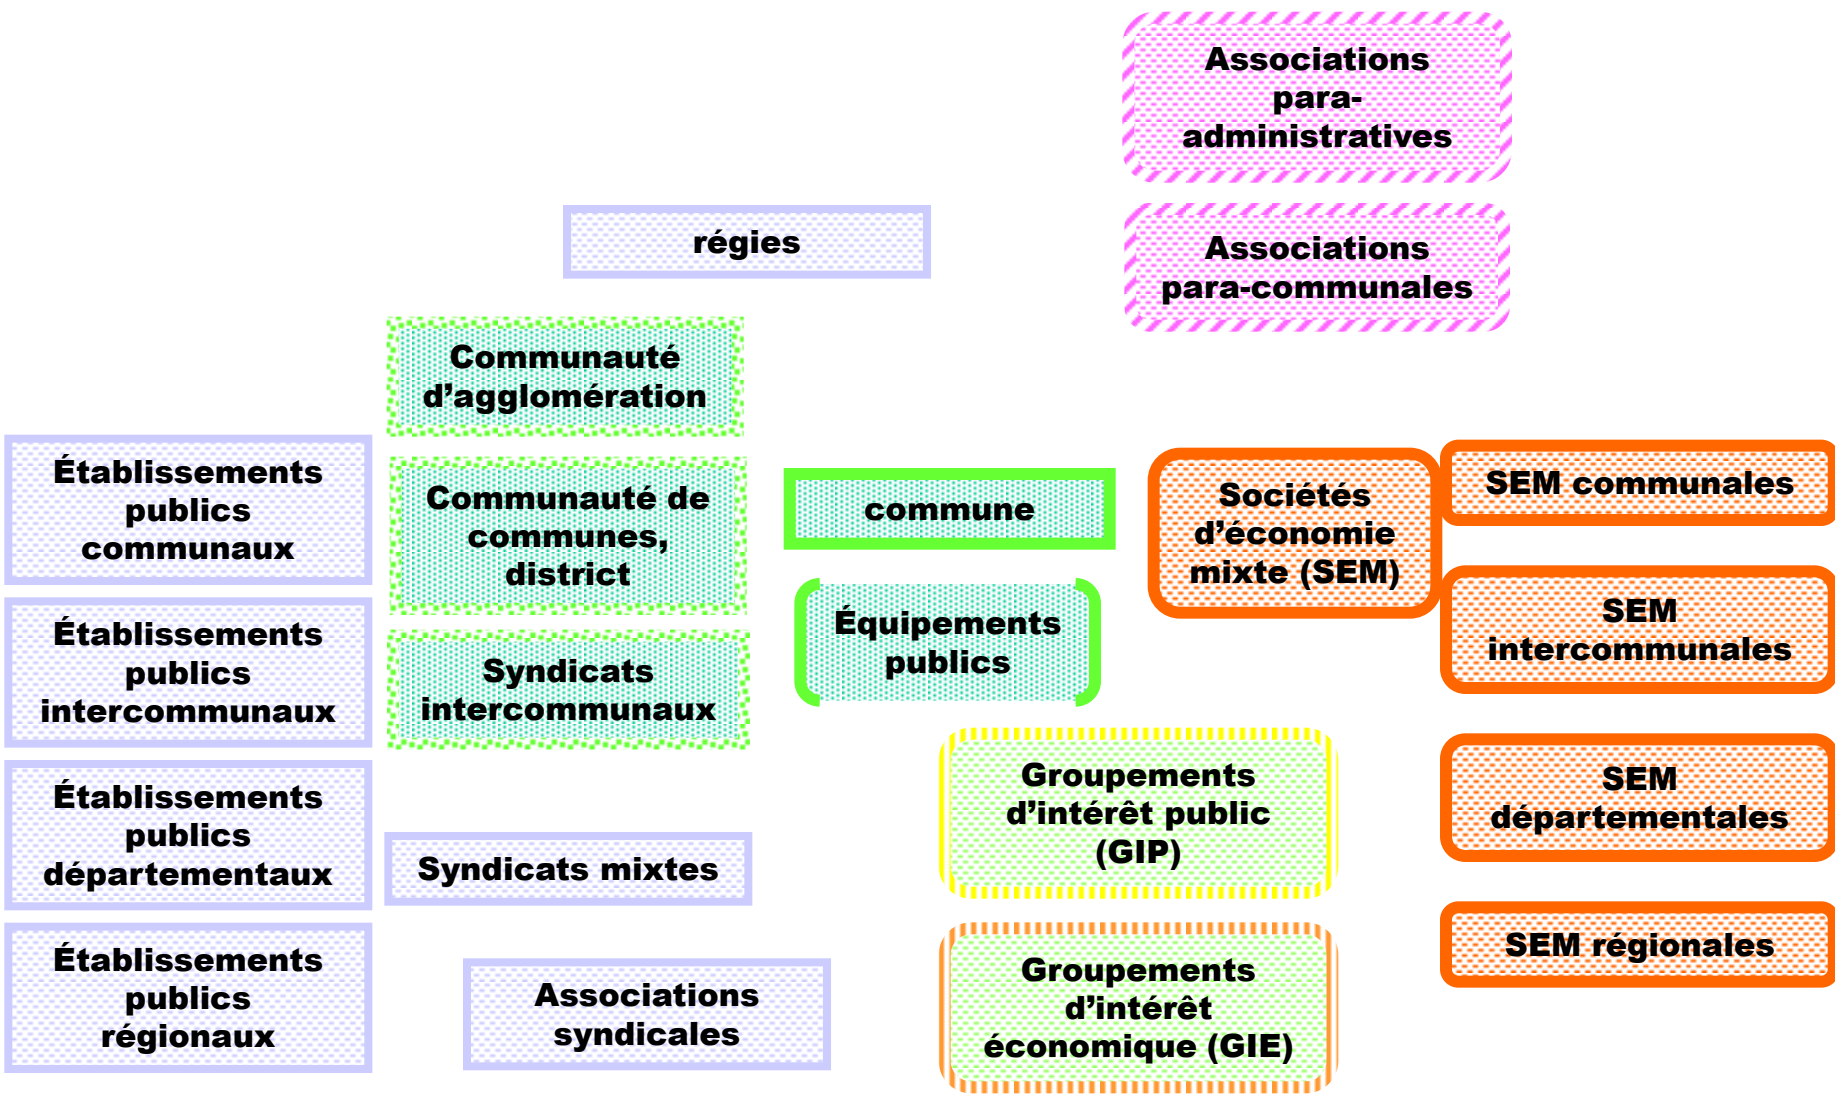 Associations
para-
administratives
régies
Associations
para-communales
Communauté
d’agglomération
Établissements
publics
communaux
Communauté de
communes,
district
commune
Sociétés
d’économie
mixte (SEM)
SEM communales
Équipements
publics
SEM
intercommunales
Établissements
publics
intercommunaux
Syndicats
intercommunaux
Groupements
d’intérêt public
(GIP)
SEM
départementales
Établissements
publics
départementaux
Syndicats mixtes
SEM régionales
Établissements
publics
régionaux
Associations
syndicales
Groupements
d’intérêt
économique (GIE)